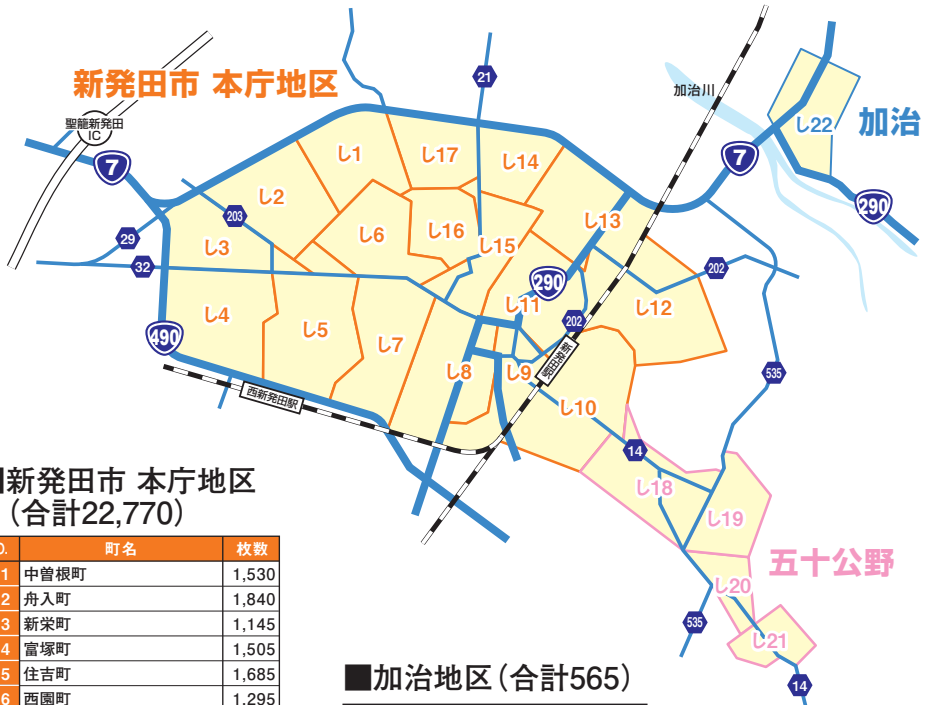 新発田市 本庁地区
聖籠新発田
IC
7
21
加治川
し22
加治
7
290
し1
し17
し14
し2
203
し6
し16
し15
し13
29
し3
32
290
202
し12
し11
し4
し5
し7
490
202
新発田駅
し8
し9
535
西新発田駅
し10
14
し18
し19
五十公野
し20
535
し21
14
新発田市 本庁地区
(合計22,770)
町名 枚数
1 中曽根町 1,530
2 舟入町 1,840
3 新栄町 1,145
4 富塚町 1,505
5 住吉町 1,685
6 西園町 1,295
■加治地区(合計565)